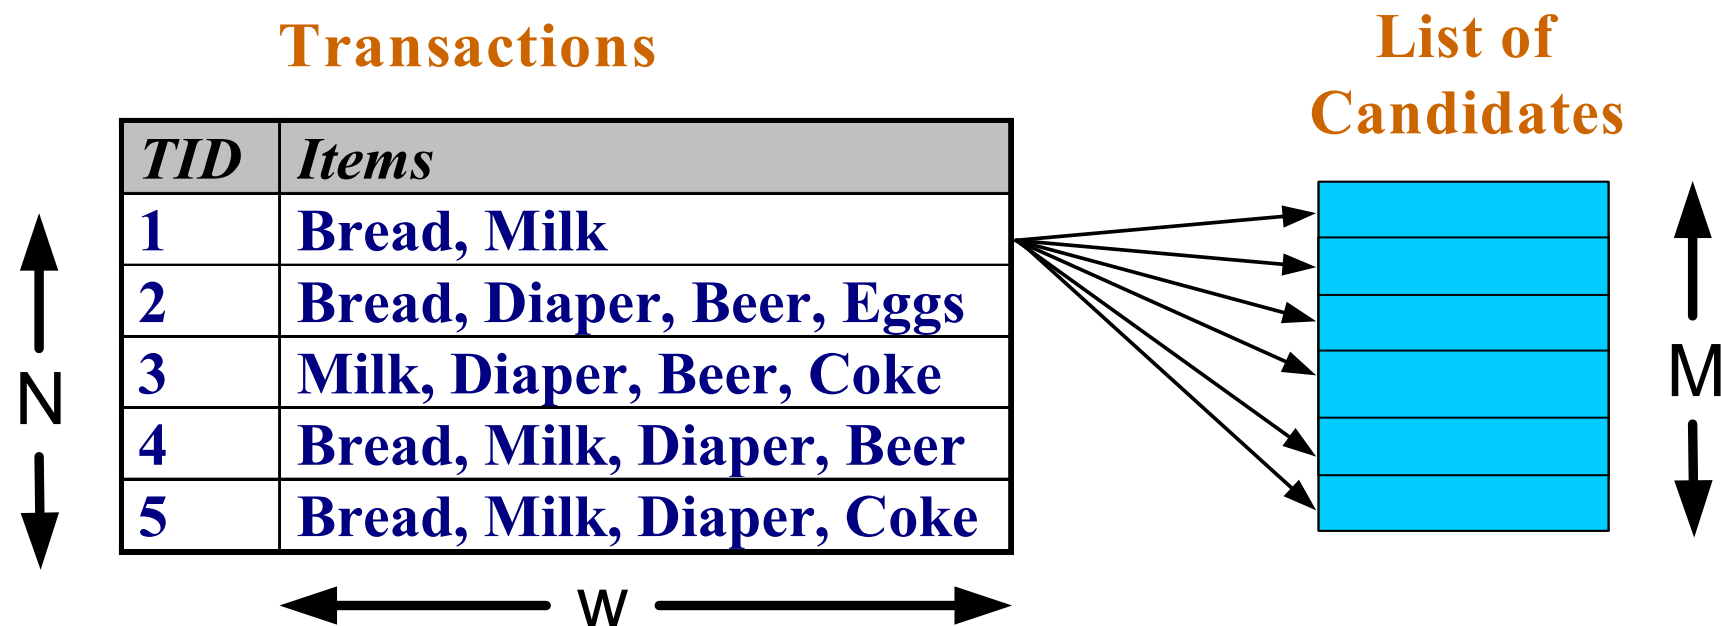 Transactions
List of
Candidates
TID Items
1 Bread, Milk
2 Bread, Diaper, Beer, Eggs
3 Milk, Diaper, Beer, Coke
4 Bread, Milk, Diaper, Beer
5 Bread, Milk, Diaper, Coke
N
M
w